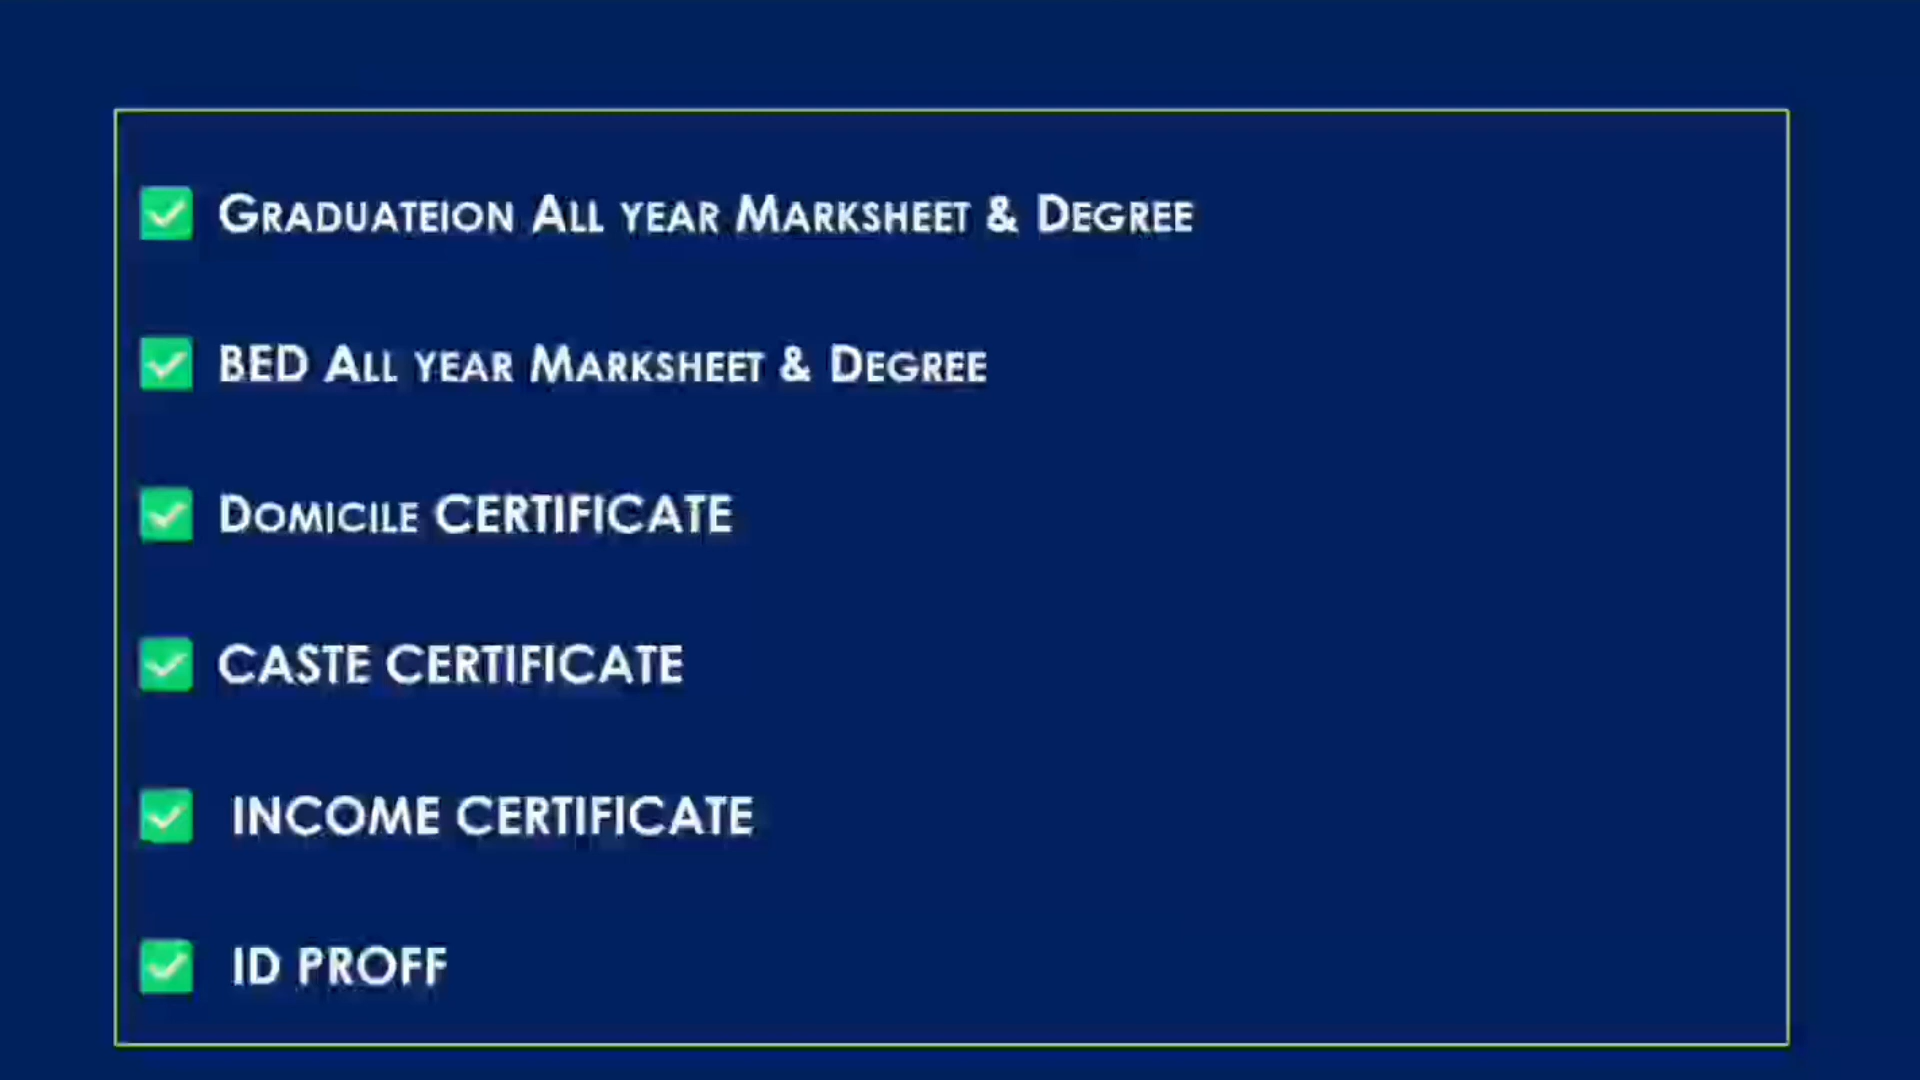 Graduateion All year Marksheet & Degree
BED All year Marksheet & Degree
Domicile CERTIFICATE
CASTE CERTIFICATE
INCOME CERTIFICATE
ID PROFF